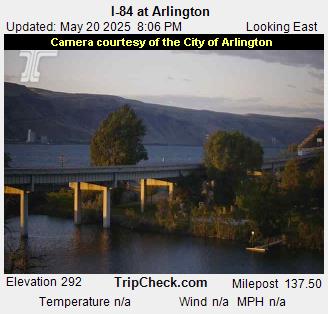 I-84 at Arlington
Updated: May 20 2025 8:06 PM Looking East
Camera courtesy of the City of Arlington
Elevation 292 TripCheck.com Milepost 137.50
Temperature n/a Wind n/a MPH n/a